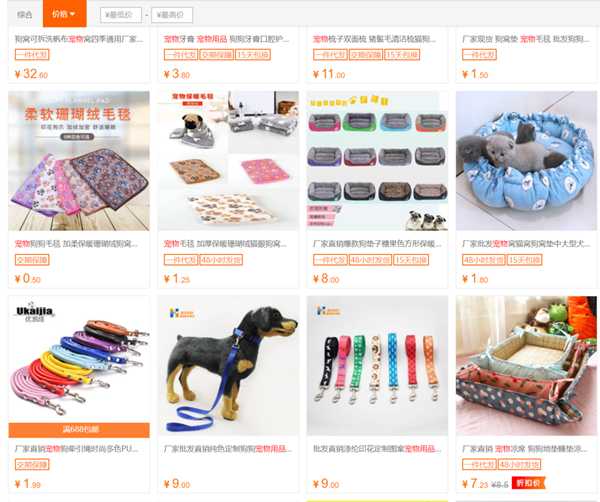 综合
价格
¥最低价
-
¥最高价
狗窝可拆洗帆布宠物窝四季通用厂家...
宠物牙膏 宠物用品 狗狗牙膏口腔护...
宠物梳子双面梳 猪鬃毛清洁梳猫狗...
厂家现货 狗窝垫 宠物毛毯 批发狗狗...
一件代发
一件代发 交期保障 15天包换
一件代发 交期保障 15天包换
一件代发
¥ 32.60
¥ 3.80
¥ 11.00
¥ 1.50
柔软珊瑚绒毛毯
宠物保暖毛毯
宠物狗狗毛毯 加柔保暖珊瑚绒狗窝...
宠物毛毯 加厚保暖珊瑚绒猫咪狗窝...
厂家直销爆款狗垫子糖果色方形保暖...
厂家批发宠物窝猫窝狗窝垫中大型犬...
交期保障
一件代发 48小时发货
一件代发 48小时发货 15天包换
48小时发货 15天包换
¥ 0.50
¥ 1.25
¥ 8.00
¥ 1.80
Ukaijia
优凯佳
满688包邮
厂家直销宠物狗牵引绳时尚多色PU...
厂家批发直销纯色定制狗狗宠物用品...
批发直销涤纶印花定制图案宠物用品...
厂家直销 宠物凉席 狗狗地垫睡垫凉...
交期保障
一件代发 48小时发货
¥ 1.99
¥ 9.60
¥ 9.00
¥ 7.23 ¥8.5 折扣价